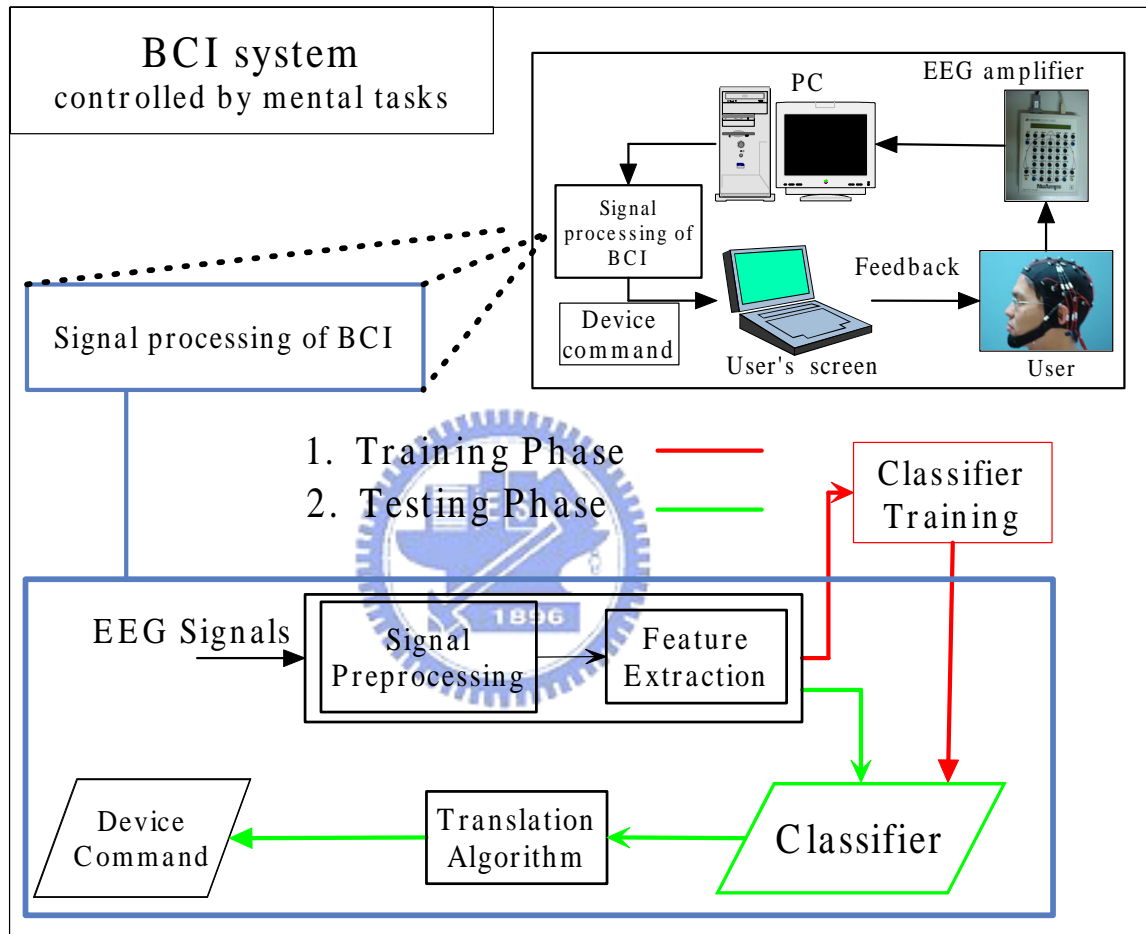 BCI system
controlled by mental tasks
EEG amplifier
PC
NuAmps
Signal
processing of
BCI
Feedback
Device
command
User's screen
User
Signal processing of BCI
1. Training Phase
2. Testing Phase
Classifier
Training
1896
EEG Signals
Signal
Preprocessing
Feature
Extraction
Device
Command
Translation
Algorithm
Classifier